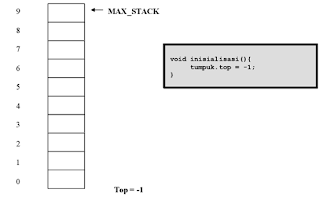 9
MAX_STACK
8
7
6
5
4
3
2
1
0
Top = -1
void inisialisasi(){
tumpuk.top = -1;
}